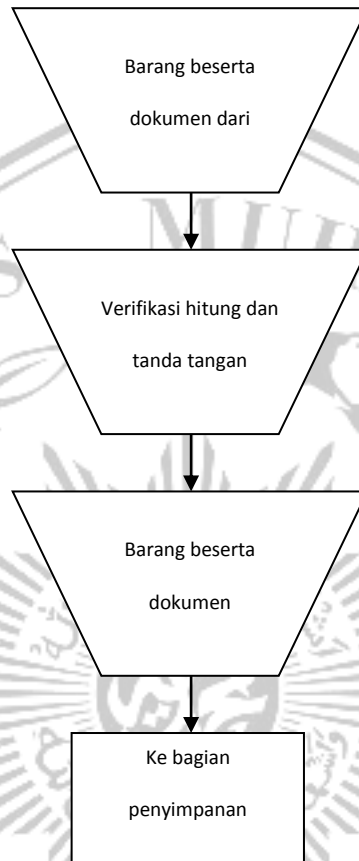 Barang beserta
dokumen dari
Verifikasi hitung dan
tanda tangan
Barang beserta
dokumen
Ke bagian
penyimpanan